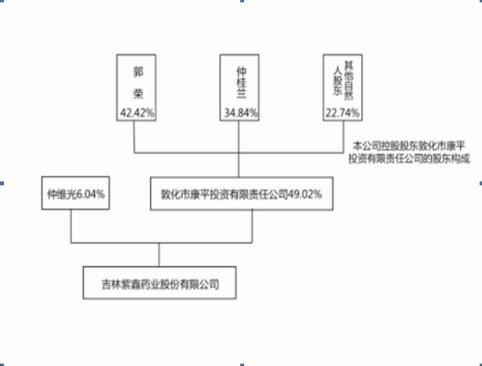 郭荣
42.42%
仲桂兰
34.84%
其他自然
人股东
22.74%
本公司控股股东敦化市康平
投资有限责任公司的股东构成
仲维光6.04%
敦化市康平投资有限责任公司49.02%
吉林紫鑫药业股份有限公司